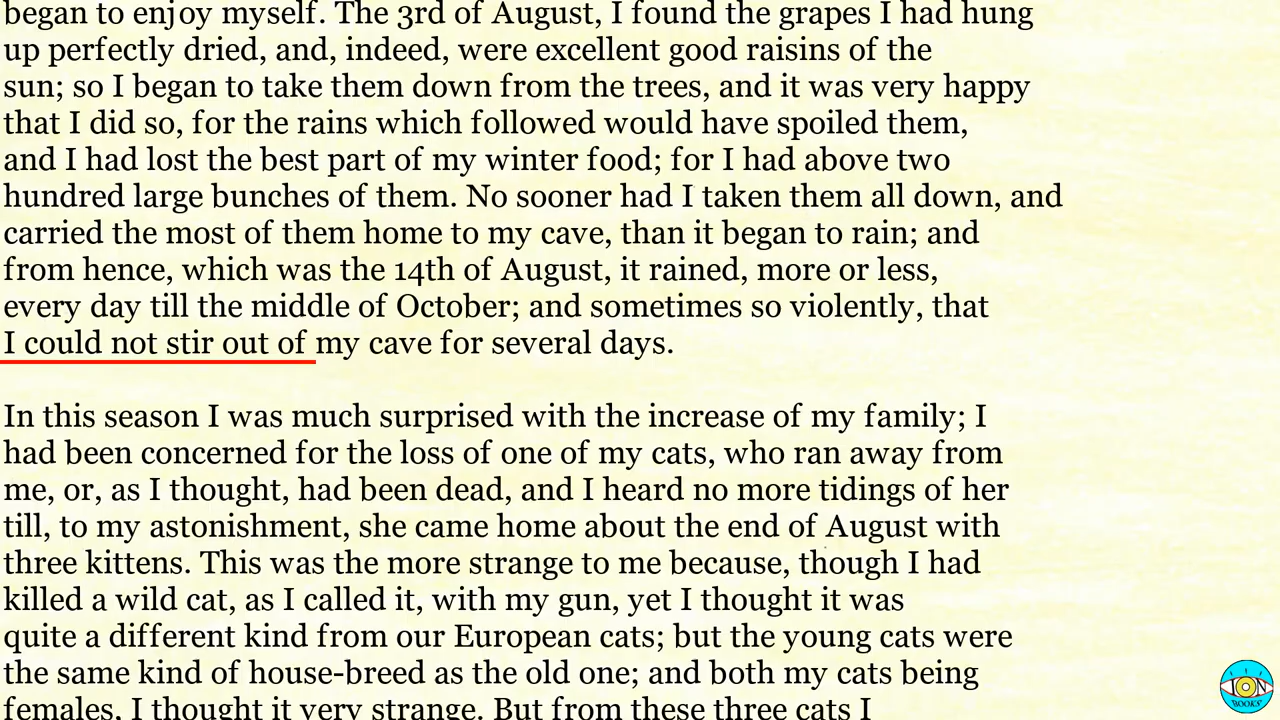 began to enjoy myself. The 3rd of August, I found the grapes I had hung
up perfectly dried, and, indeed, were excellent good raisins of the
sun; so I began to take them down from the trees, and it was very happy
that I did so, for the rains which followed would have spoiled them,
and I had lost the best part of my winter food; for I had above two
hundred large bunches of them. No sooner had I taken them all down, and
carried the most of them home to my cave, than it began to rain; and
from hence, which was the 14th of August, it rained, more or less,
every day till the middle of October; and sometimes so violently, that
I could not stir out of my cave for several days.
In this season I was much surprised with the increase of my family; I
had been concerned for the loss of one of my cats, who ran away from
me, or, as I thought, had been dead, and I heard no more tidings of her
till, to my astonishment, she came home about the end of August with
three kittens. This was the more strange to me because, though I had
killed a wild cat, as I called it, with my gun, yet I thought it was
quite a different kind from our European cats; but the young cats were
the same kind of house-breed as the old one; and both my cats being
females, I thought it very strange. But from these three cats I
ION
BOOKS